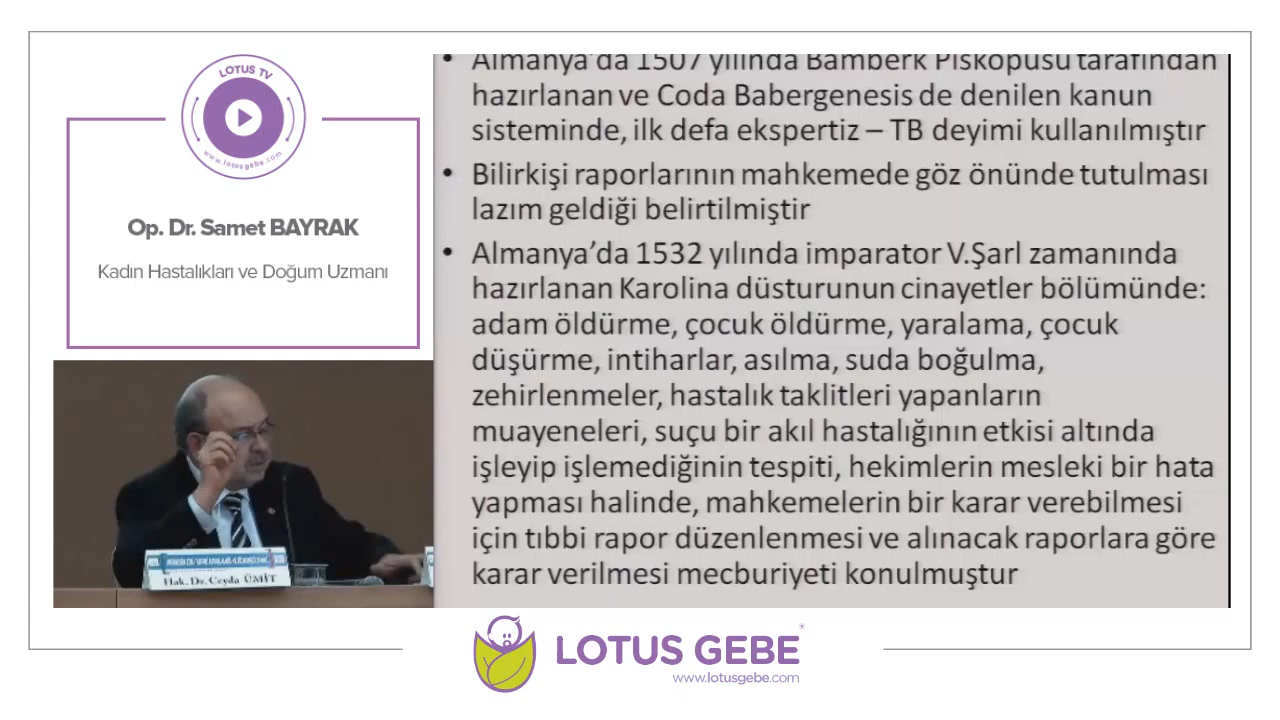 LOTUS TV
www.lotusgebe.com
Op. Dr. Samet BAYRAK
Kadın Hastalıkları ve Doğum Uzmanı
• Almanya'da 1507 yılında Bamberk Piskopusu tarafından
hazırlanan ve Coda Babergenesis de denilen kanun
sisteminde, ilk defa ekspertiz – TB deyimi kullanılmıştır
• Bilirkişi raporlarının mahkemede göz önünde tutulması
lazım geldiği belirtilmiştir
• Almanya'da 1532 yılında imparator V.Şarl zamanında
hazırlanan Karolina düsturunun cinayetler bölümünde:
adam öldürme, çocuk öldürme, yaralama, çocuk
düşürme, intiharlar, asılma, suda boğulma,
zehirlenmeler, hastalık taklitleri yapanların
muayeneleri, suçu bir akıl hastalığının etkisi altında
işleyip işlemediğinin tespiti, hekimlerin mesleki bir hata
yapması halinde, mahkemelerin bir karar verebilmesi
için tıbbi rapor düzenlenmesi ve alınacak raporlara göre
karar verilmesi mecburiyeti konulmuştur
Hak. Dr. Ceyda ÜMİT
LOTUS GEBE
®
www.lotusgebe.com